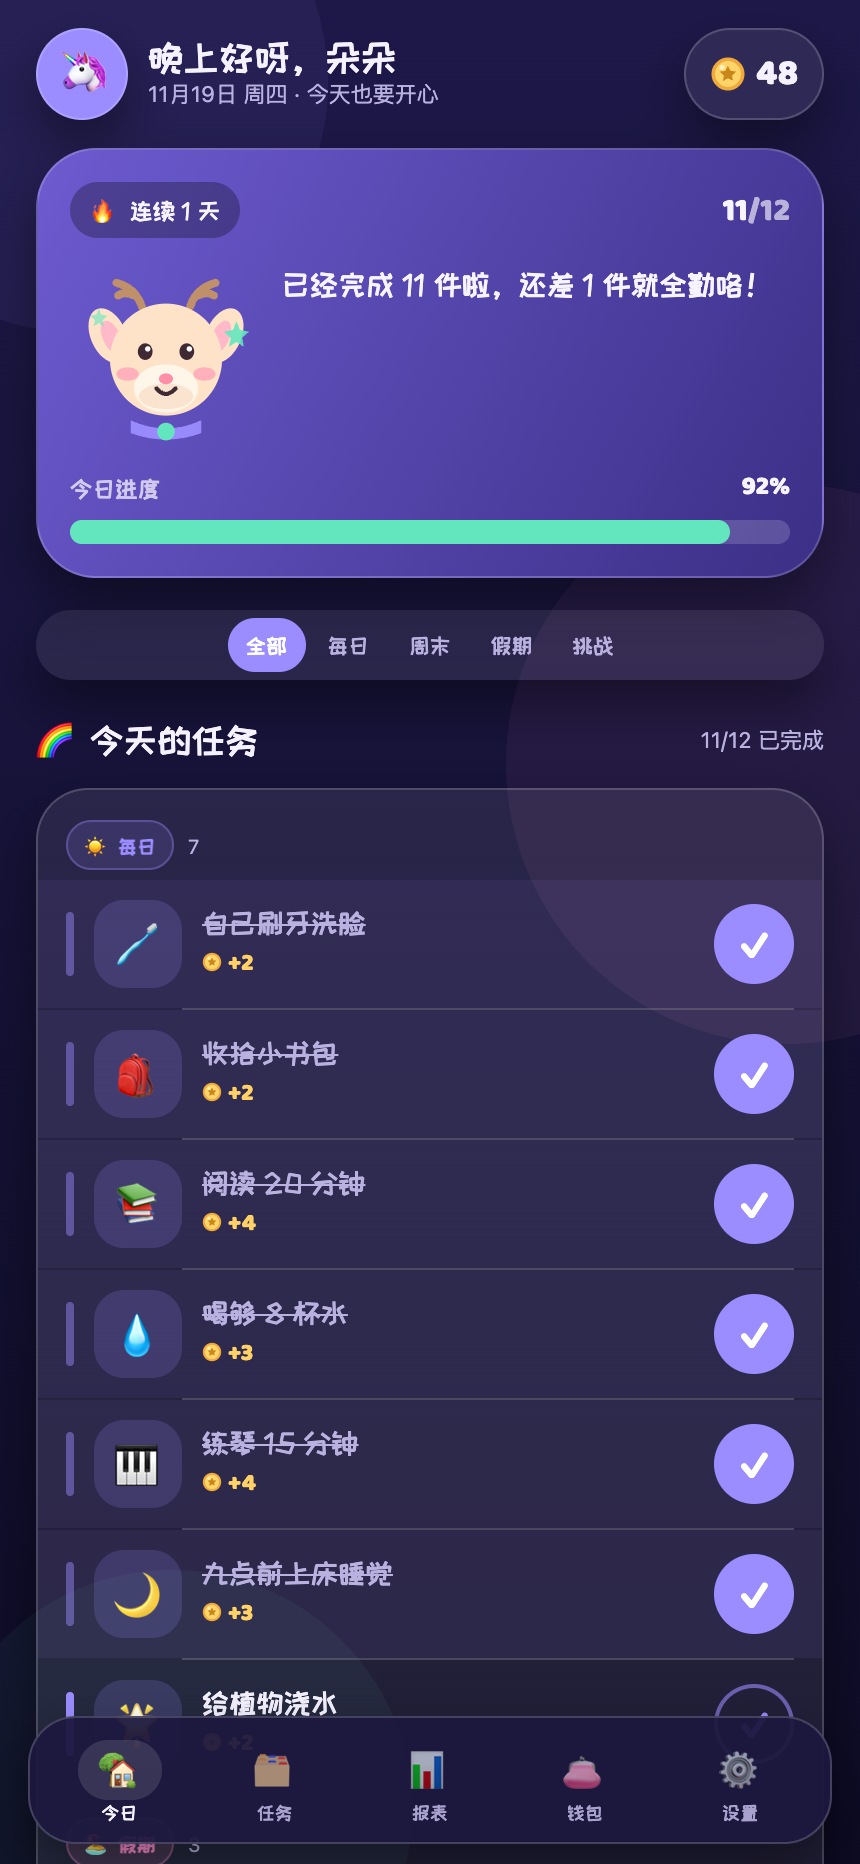 晚上好呀，朵朵
11月19日 周四 · 今天也要开心
48
连续 1 天
11/12
已经完成 11 件啦，还差 1 件就全勤咯！
今日进度
92%
全部 每日 周末 假期 挑战
今天的任务
11/12 已完成
每日 7
自己刷牙洗脸
+2
收拾小书包
+2
阅读 20 分钟
+4
喝够 8 杯水
+3
练琴 15 分钟
+4
九点前上床睡觉
+3
给植物浇水
+2
今日 任务 报表 钱包 设置
假期 3